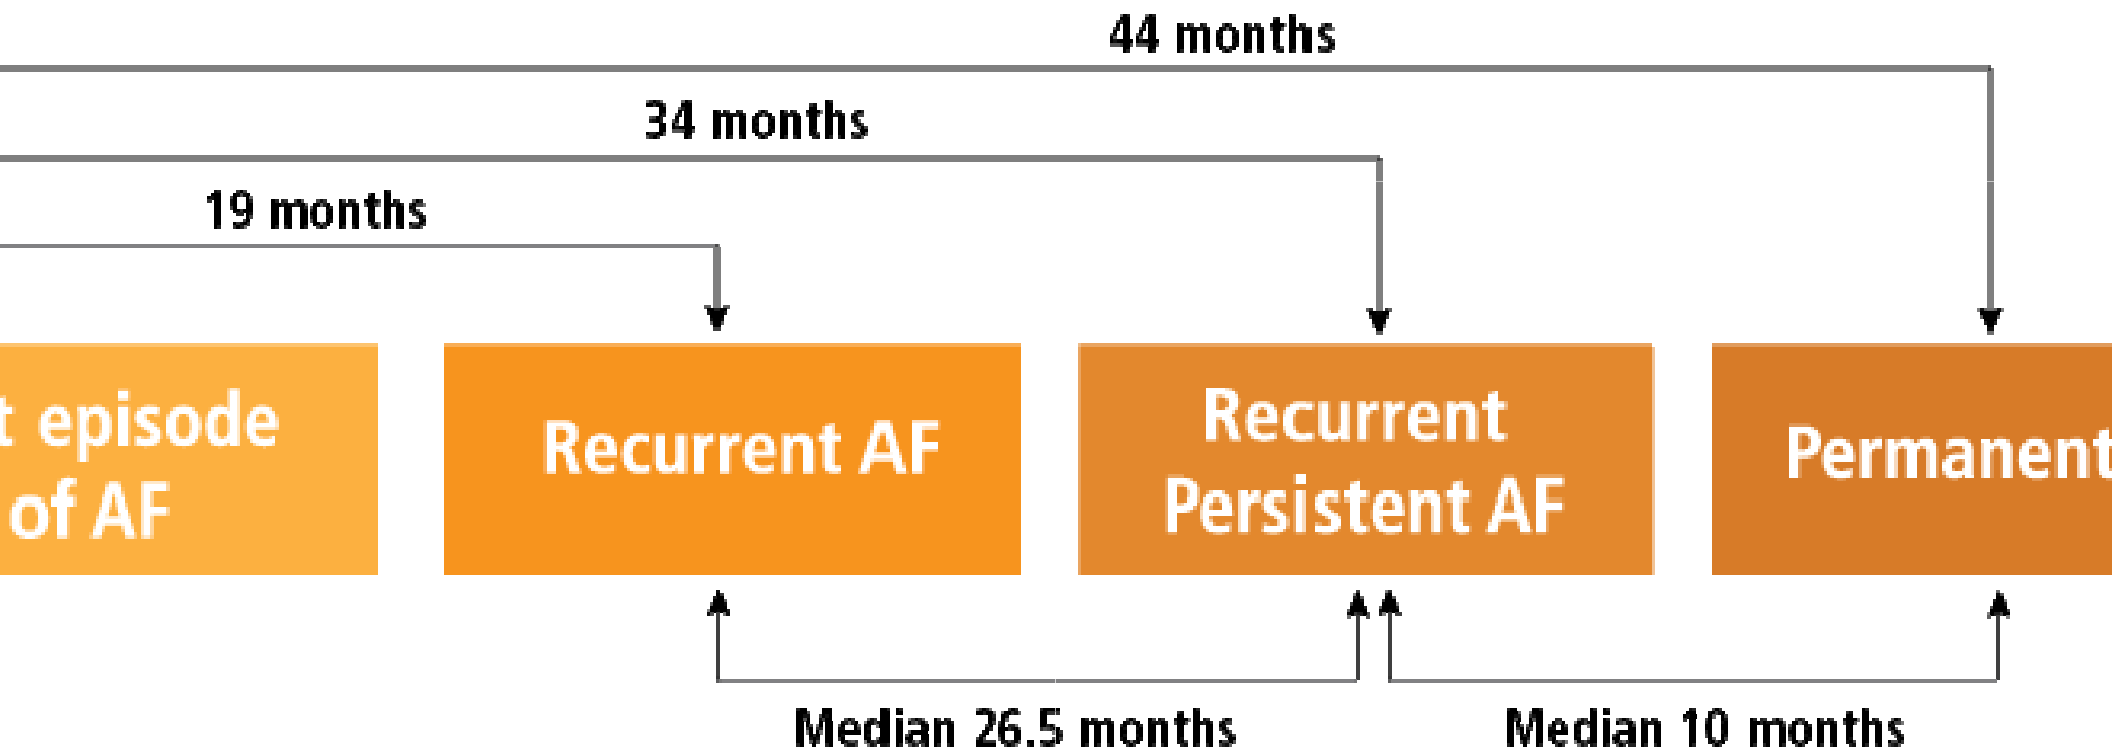 44 months
34 months
19 months
t episode
of AF
Recurrent AF
Recurrent
Persistent AF
Permanent
Median 26.5 months
Median 10 months